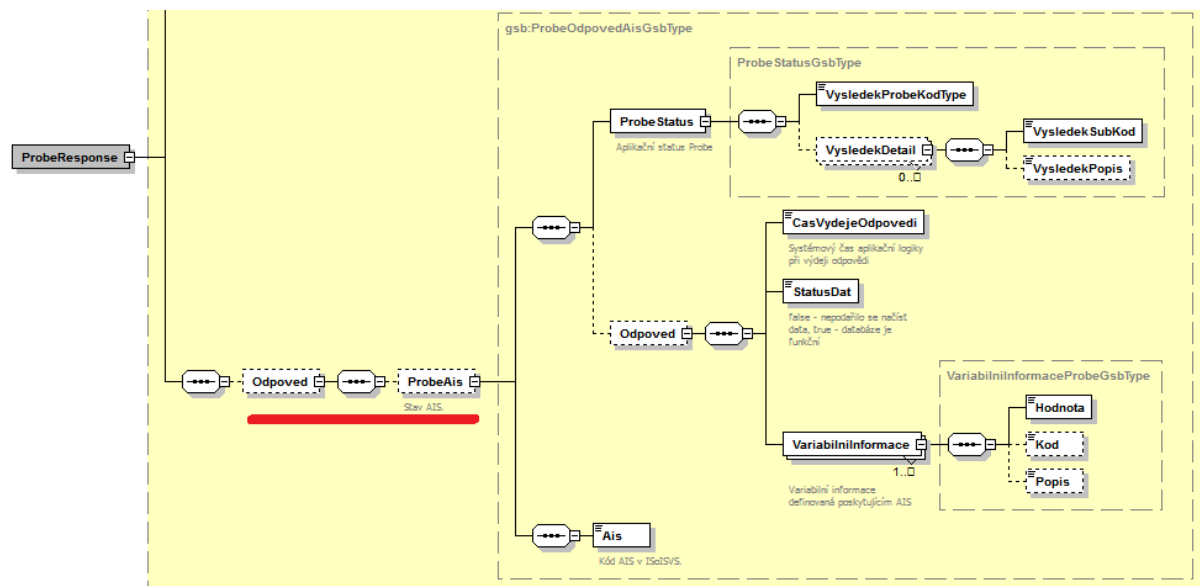 gsb:ProbeOdpovedAisGsbType
ProbeStatusGsbType
VysledekProbeKodType
ProbeStatus
Aplikační status Probe
VysledekDetail
0..□
VysledekSubKod
VysledekPopis
ProbeResponse
CasVydejeOdpovedi
Systémový čas aplikační logiky
při výdeji odpovědi
StatusDat
false - nepodařilo se načíst
data, true - databáze je
funkční
Odpoved
Odpoved
ProbeAis
Stav AIS.
VariabilniInformaceProbeGsbType
Hodnota
VariabilniInformace
1..□
Kod
Popis
Variabilní informace
definovaná poskytujícím AIS
Ais
Kód AIS v ISoISVS.